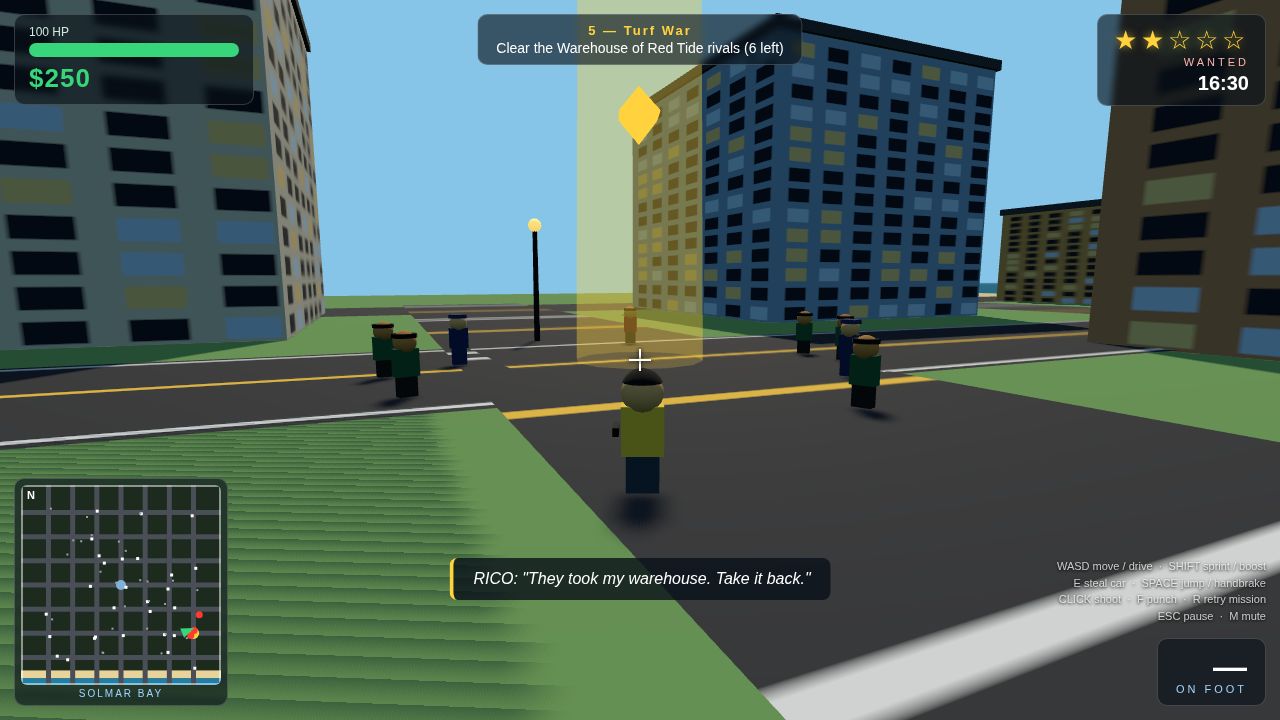 100 HP
$250
5 — Turf War
Clear the Warehouse of Red Tide rivals (6 left)
★★☆☆☆☆
WANTED
16:30
N
SOLMAR BAY
RICO: "They took my warehouse. Take it back."
WASD move / drive · SHIFT sprint / boost
E steal car · SPACE jump / handbrake
CLICK shoot · F punch · R retry mission
ESC pause · M mute
—
ON FOOT